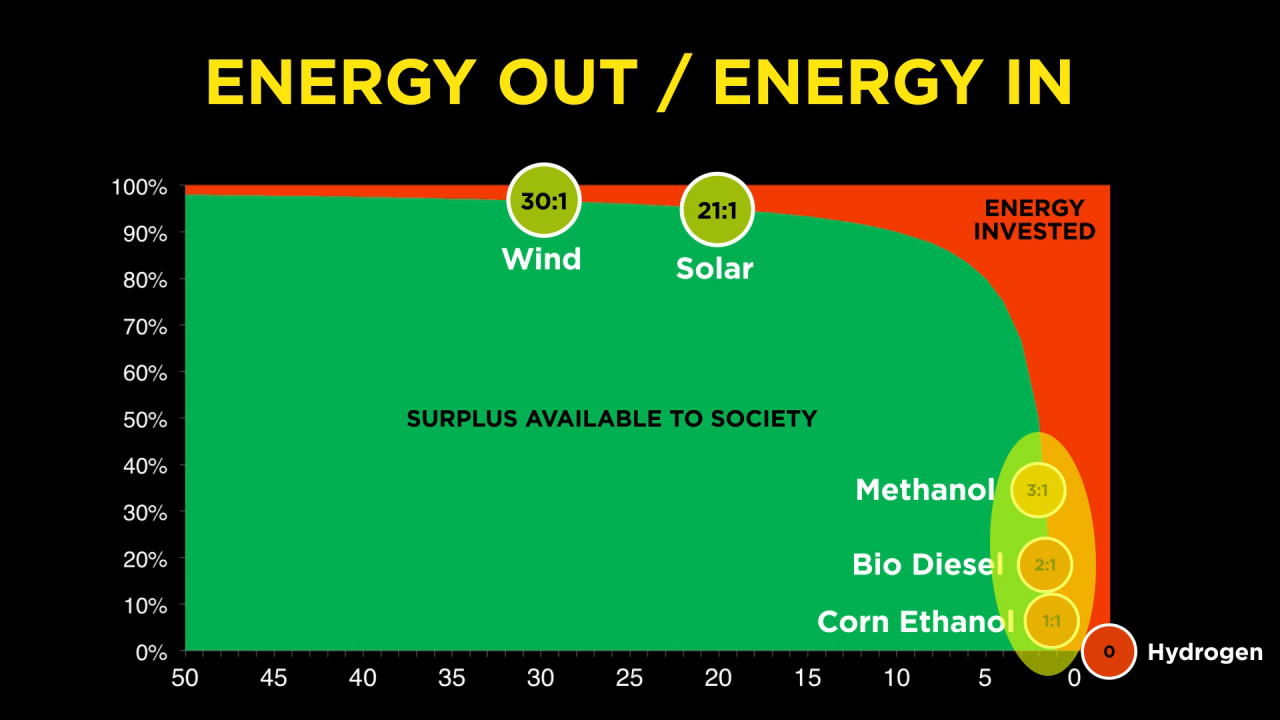 ENERGY OUT / ENERGY IN
100%
90%
80%
70%
60%
50%
40%
30%
20%
10%
0%
30:1
Wind
21:1
Solar
ENERGY
INVESTED
SURPLUS AVAILABLE TO SOCIETY
Methanol
3:1
Bio Diesel
2:1
Corn Ethanol
1:1
0
Hydrogen
50 45 40 35 30 25 20 15 10 5 0